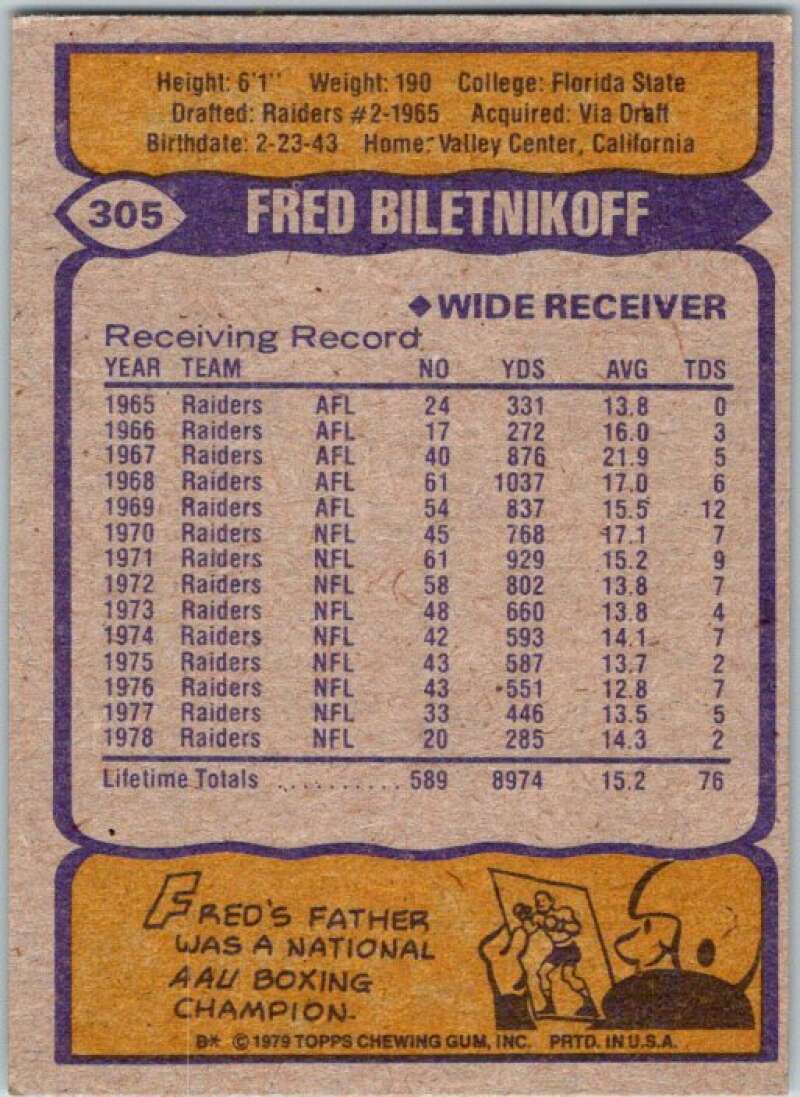 Height: 6'1" Weight: 190 College: Florida State
Drafted: Raiders #2-1965 Acquired: Via Draft
Birthdate: 2-23-43 Home: Valley Center, California
305 FRED BILETNIKOFF
◆WIDE RECEIVER
Receiving Record
YEAR TEAM NO YDS AVG TDS
1965 Raiders AFL 24 331 13.8 0
1966 Raiders AFL 17 272 16.0 3
1967 Raiders AFL 40 876 21.9 5
1968 Raiders AFL 61 1037 17.0 6
1969 Raiders AFL 54 837 15.5 12
1970 Raiders NFL 45 768 17.1 7
1971 Raiders NFL 61 929 15.2 9
1972 Raiders NFL 58 802 13.8 7
1973 Raiders NFL 48 660 13.8 4
1974 Raiders NFL 42 593 14.1 7
1975 Raiders NFL 43 587 13.7 2
1976 Raiders NFL 43 551 12.8 7
1977 Raiders NFL 33 446 13.5 5
1978 Raiders NFL 20 285 14.3 2
Lifetime Totals .......... 589 8974 15.2 76
FRED'S FATHER
WAS A NATIONAL
AAU BOXING
CHAMPION.
B* © 1979 TOPPS CHEWING GUM, INC. PRTD. IN U.S.A.